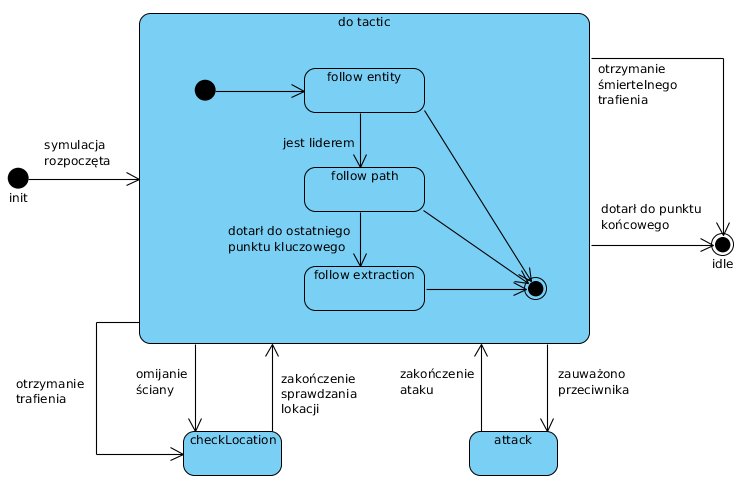 do tactic
follow entity
otrzymanie
śmiertelnego
trafienia
jest liderem
symulacja
rozpoczęta
follow path
init
dotarł do punktu
końcowego
dotarł do ostatniego
punktu kluczowego
idle
follow extraction
omijanie
ściany
zakończenie
sprawdzania
lokacji
zakończenie
ataku
zauważono
przeciwnika
otrzymanie
trafienia
checkLocation
attack